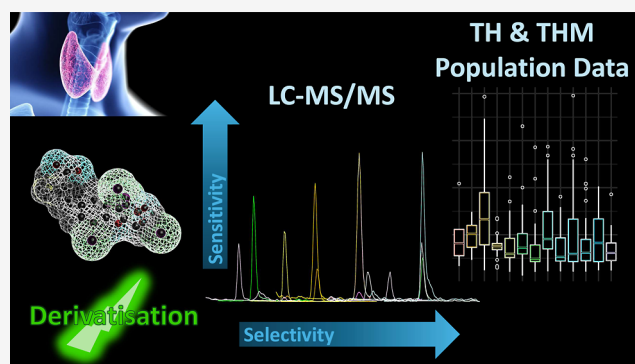 TH & THM
Population Data
LC-MS/MS
Sensitivity
Derivatisation
Selectivity